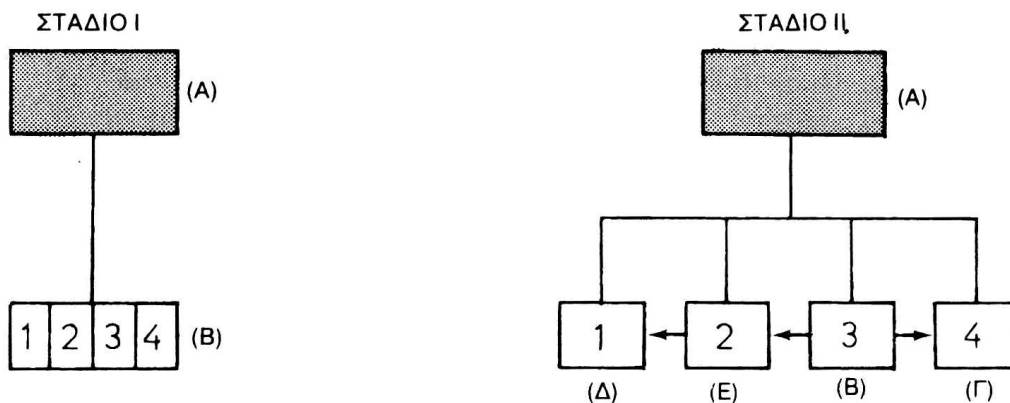 ΣΤΑΔΙΟ Ι
ΣΤΑΔΙΟ ΙΙ
(Α)
(Α)
1 2 3 4 (Β)
1 2 3 4
(Δ) (Ε) (Β) (Γ)